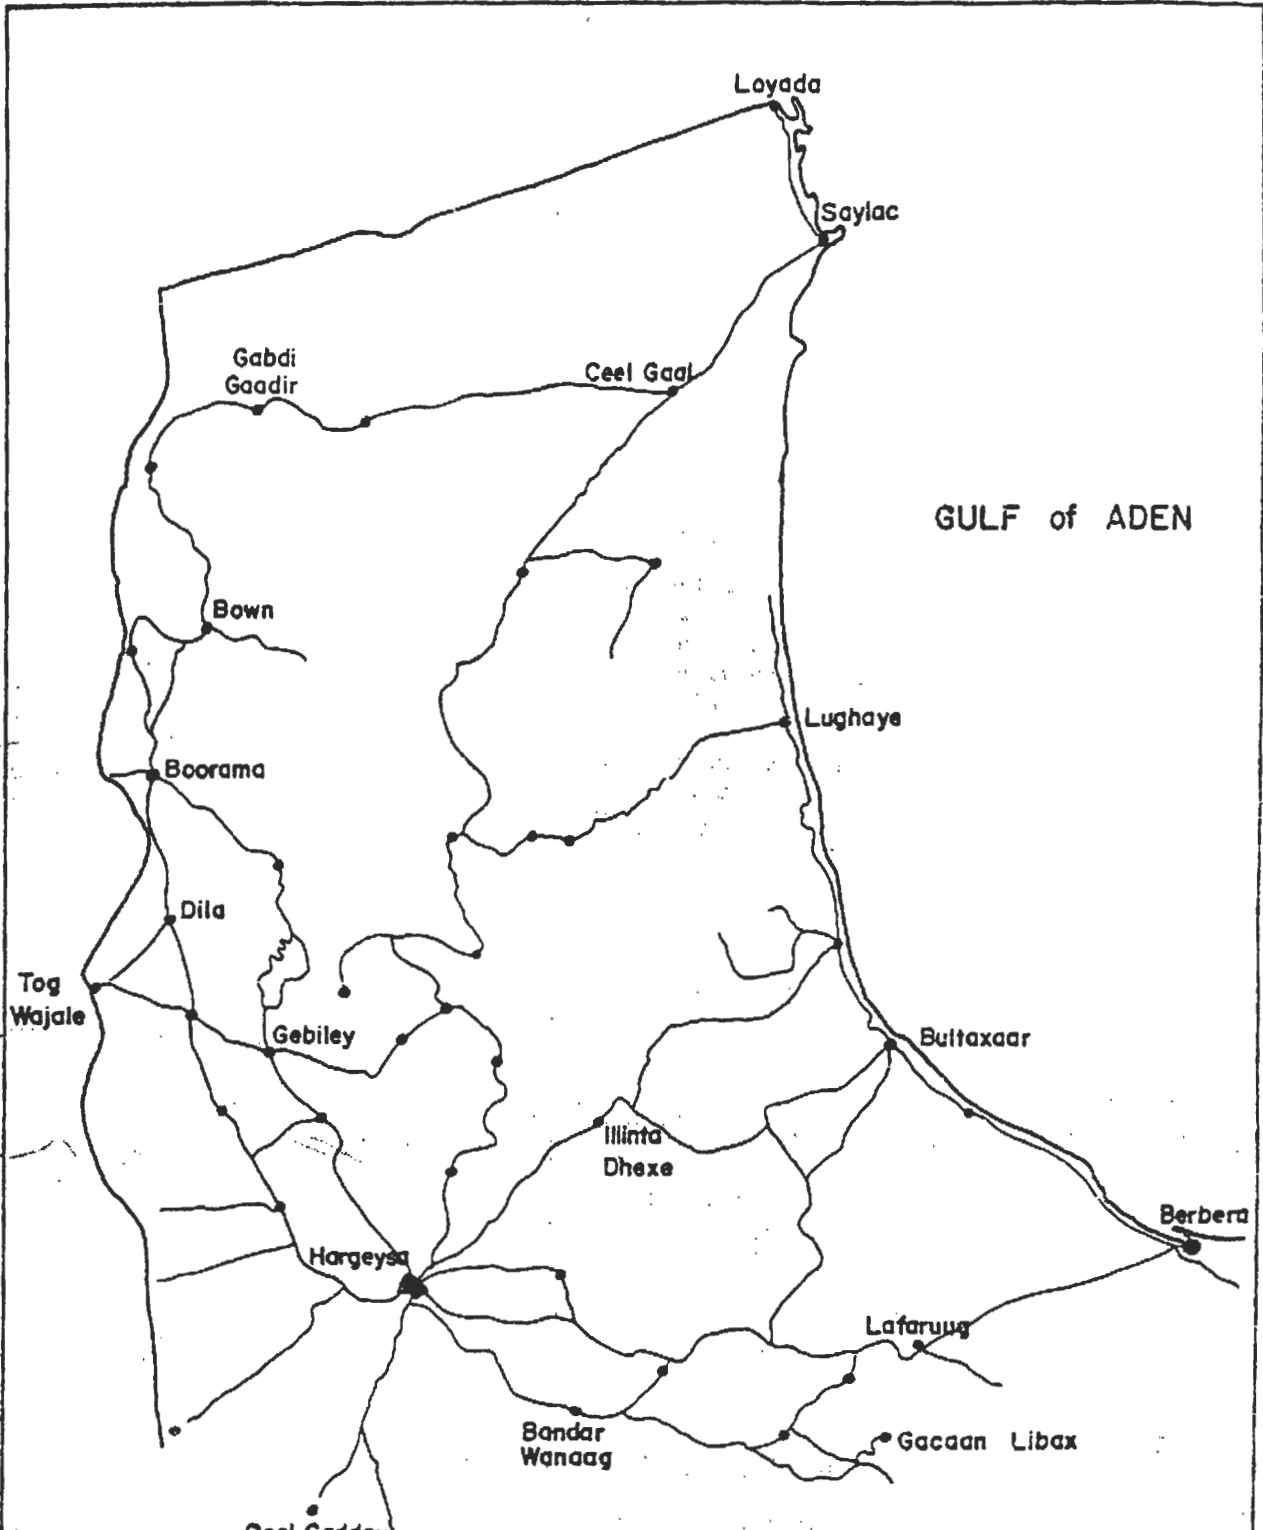 Loyada
Saylac
Gabdi
Gaadir
Ceel Gaal
GULF of ADEN
Bown
Lughaye
Boorama
Dila
Tog
Wajale
Gebiley
Bultaxaar
Illinta
Dhexe
Berbera
Hargeysa
Lafaruug
Bandar
Wanaag
Gacaan Libax